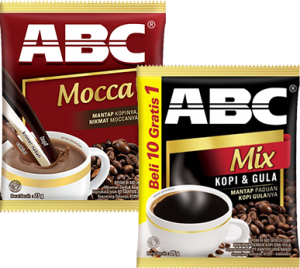 ABC
Mocca
MANTAP KOPINYA,
NIKMAT MOCCANYA
ABC
Beli 10 Gratis 1
Mix
KOPI & GULA
MANTAP PADUAN
KOPI GULANYA